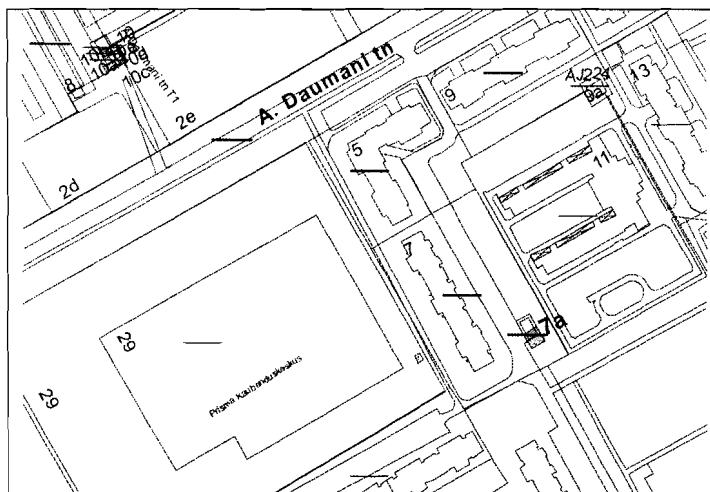 8
10c
2e
2d
A. Daumani tn
9
AJ224
9a
13
5
11
7
7a
29
Prisma Kaubanduskeskus
29